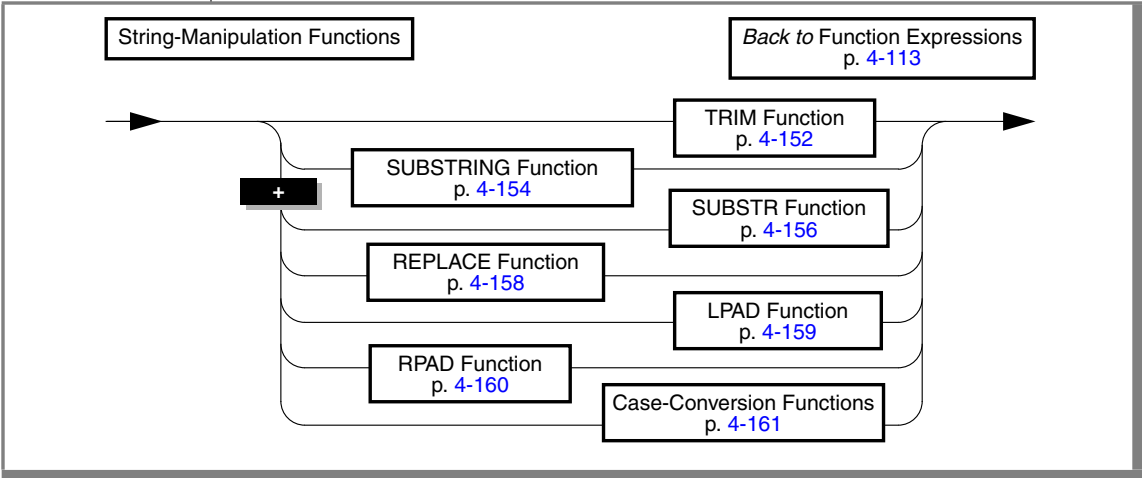 String-Manipulation Functions
Back to Function Expressions
p. 4-113
TRIM Function
p. 4-152
SUBSTRING Function
p. 4-154
+
SUBSTR Function
p. 4-156
REPLACE Function
p. 4-158
LPAD Function
p. 4-159
RPAD Function
p. 4-160
Case-Conversion Functions
p. 4-161